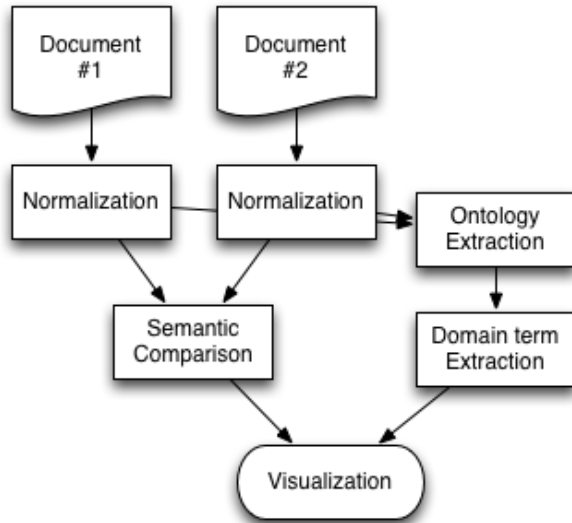 Document
#1
Document
#2
Normalization
Normalization
Ontology
Extraction
Semantic
Comparison
Domain term
Extraction
Visualization